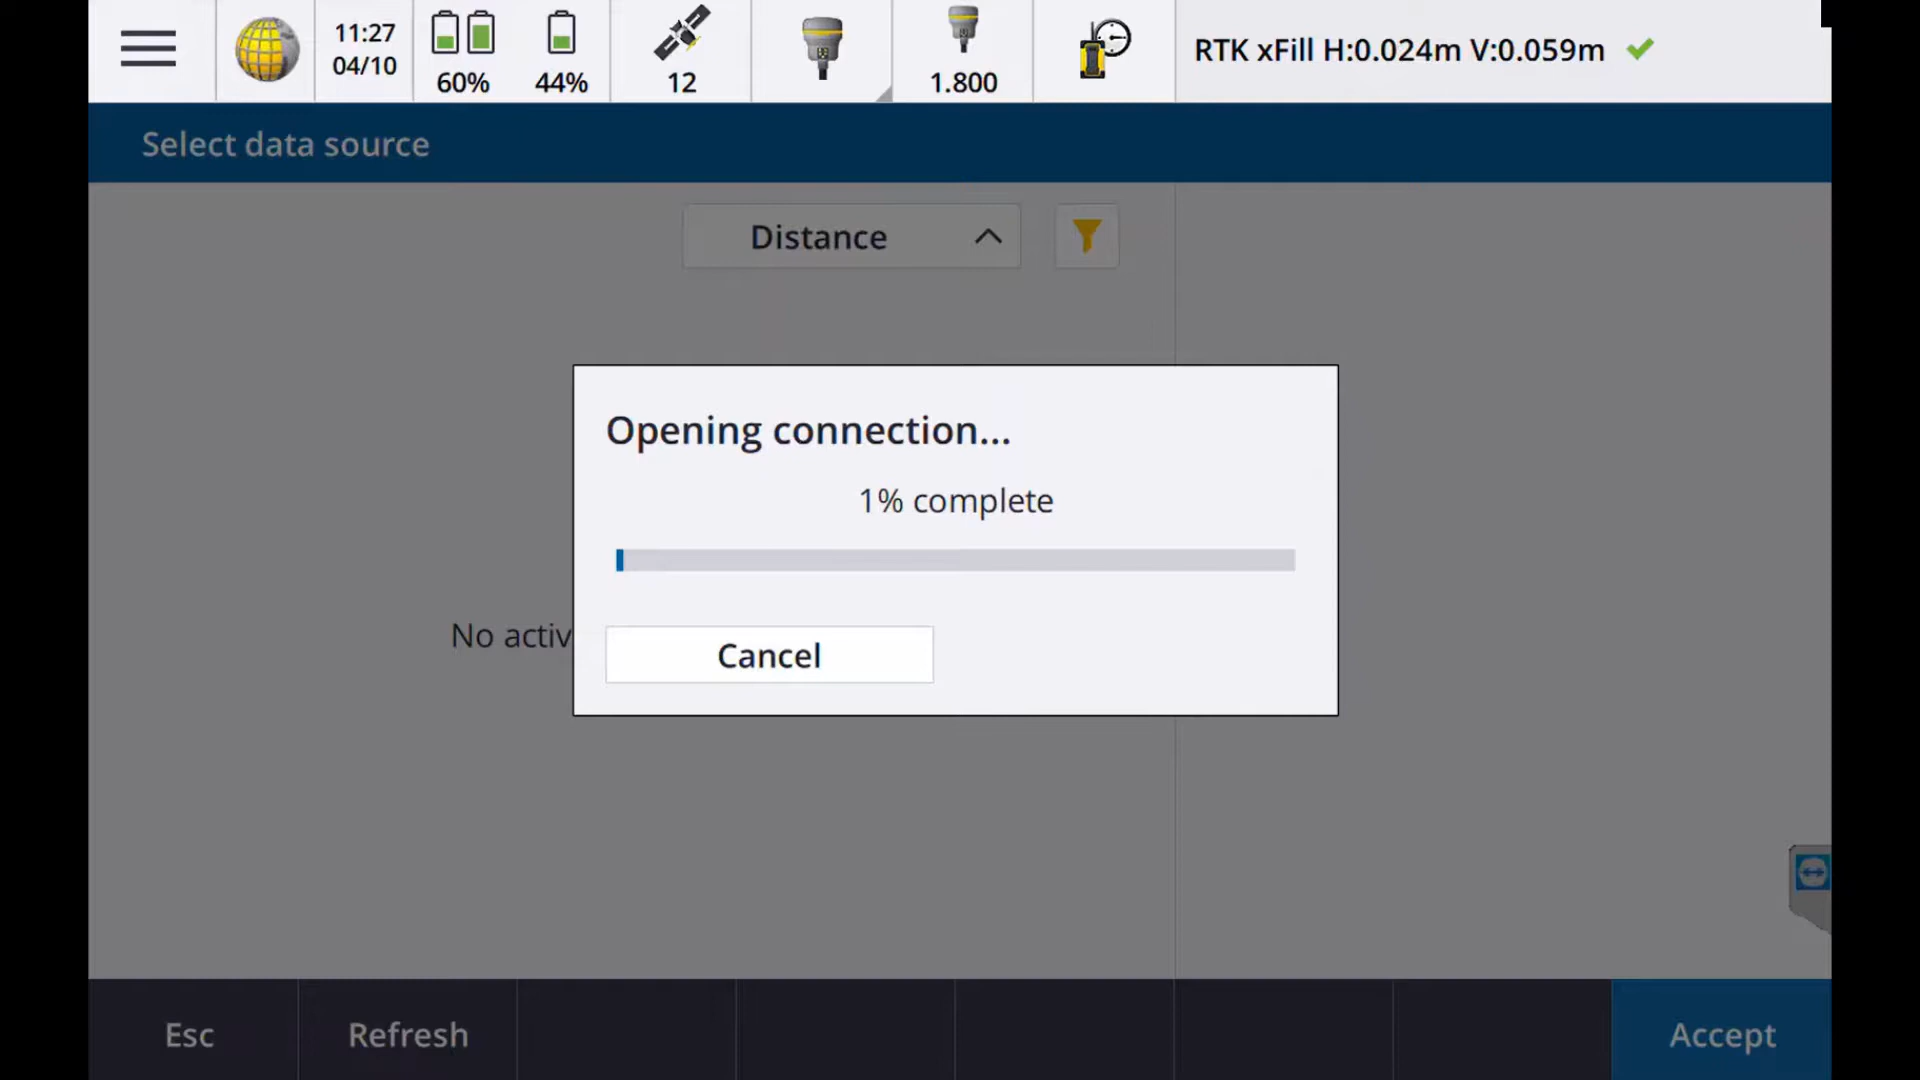 11:27
04/10
60%
44%
12
1.800
RTK xFill H:0.024m V:0.059m
Select data source
Distance
Opening connection...
1% complete
No activ
Cancel
Esc
Refresh
Accept